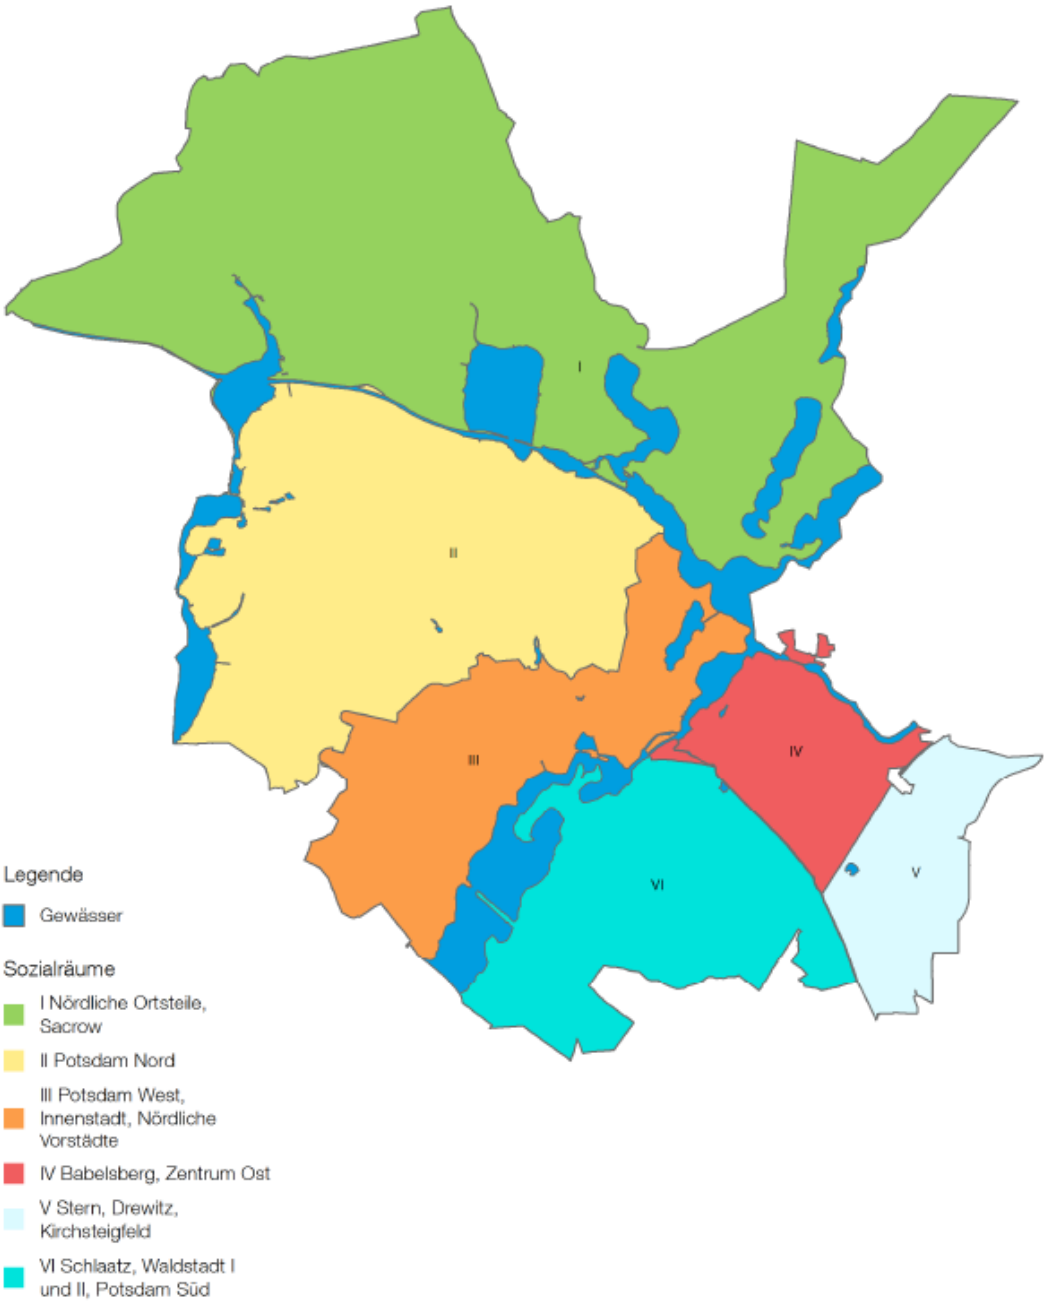 I
II
III
IV
V
VI
Legende
Gewässer
Sozialräume
I Nördliche Ortsteile,
Sacrow
II Potsdam Nord
III Potsdam West,
Innenstadt, Nördliche
Vorstädte
IV Babelsberg, Zentrum Ost
V Stern, Drewitz,
Kirchsteigfeld
VI Schlaatz, Waldstadt I
und II, Potsdam Süd